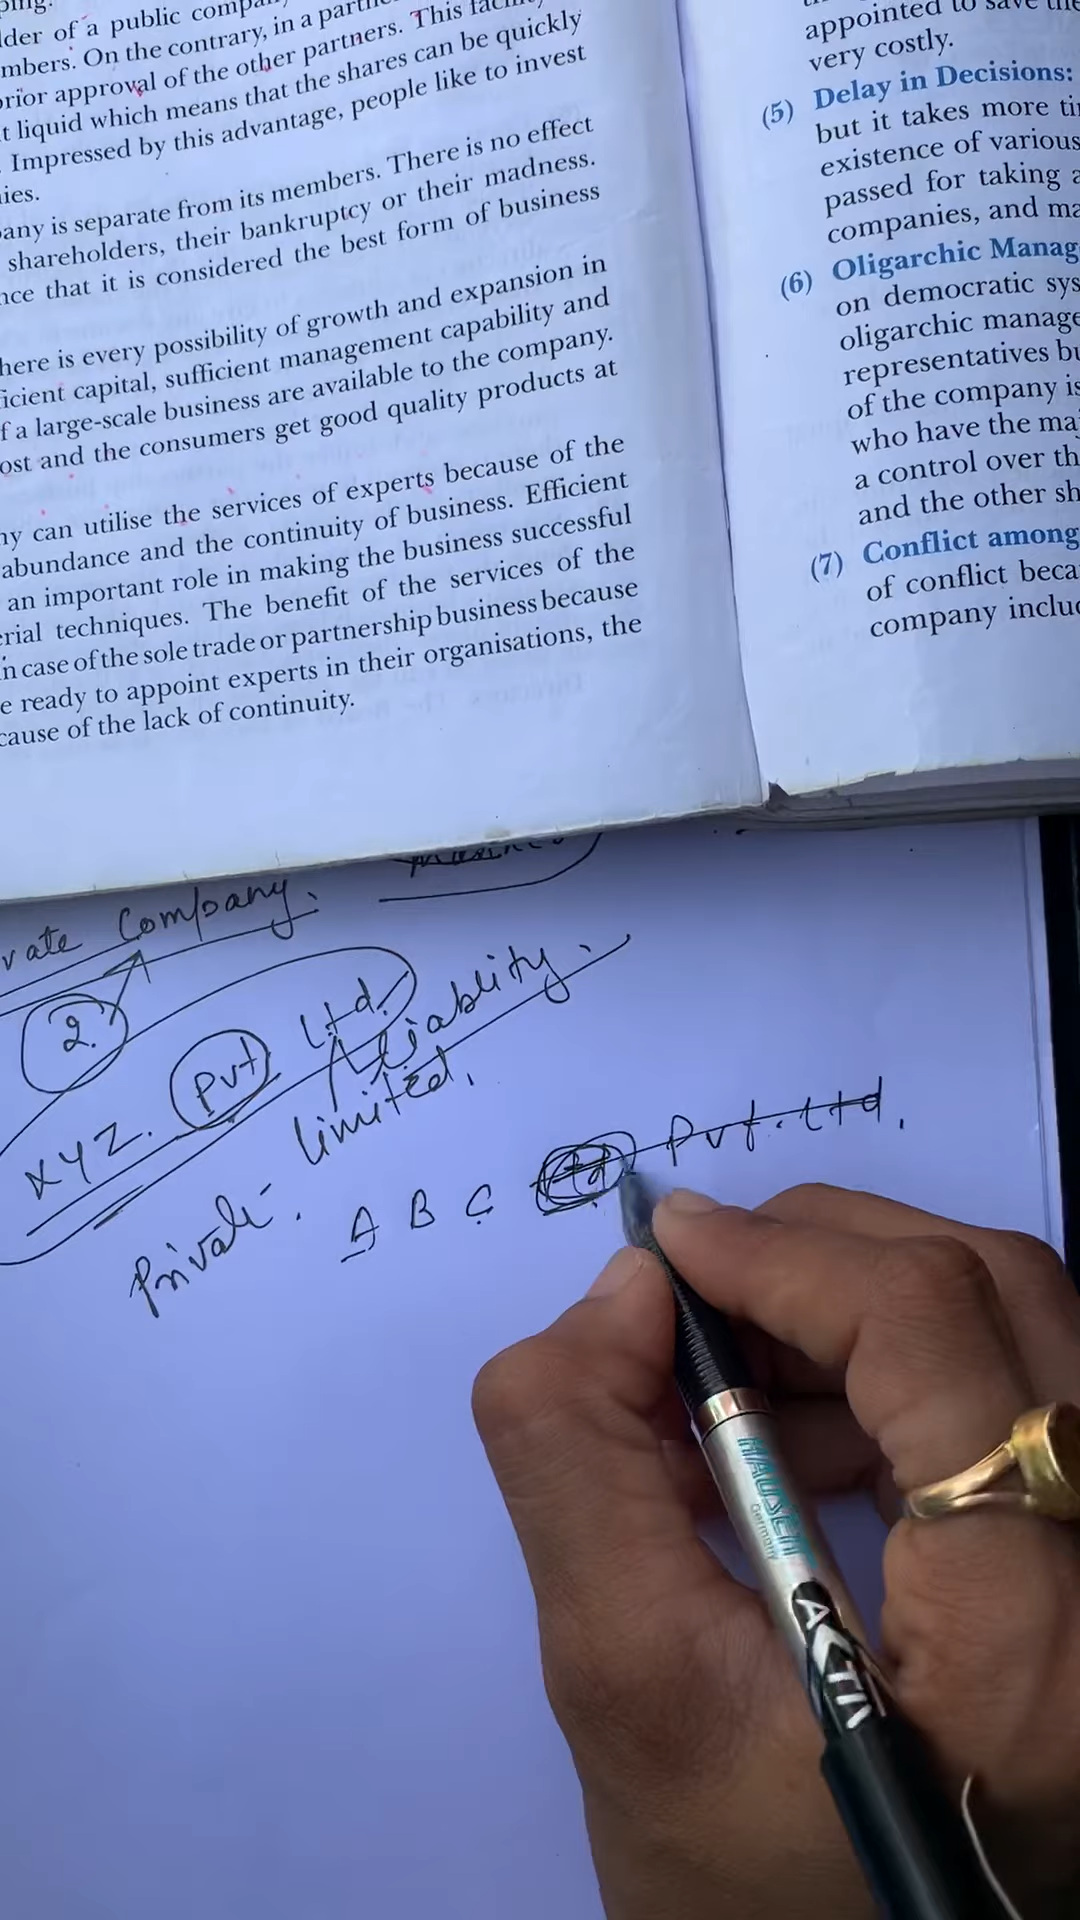 der of a public
mbers. On the contrary, in a
prior approval of the other partners. This
t liquid which means that the shares can be quickly
. Impressed by this advantage, people like to invest
ies.
any is separate from its members. There is no effect
shareholders, their bankruptcy or their madness.
nce that it is considered the best form of business
here is every possibility of growth and expansion in
ficient capital, sufficient management capability and
f a large-scale business are available to the company.
ost and the consumers get good quality products at
ny can utilise the services of experts because of the
abundance and the continuity of business. Efficient
an important role in making the business successful
erial techniques. The benefit of the services of the
n case of the sole trade or partnership business because
e ready to appoint experts in their organisations, the
cause of the lack of continuity.
appointed to save the
very costly.
(5) Delay in Decisions:
but it takes more ti
existence of various
passed for taking a
companies, and ma
(6) Oligarchic Manag
on democratic sys
oligarchic manage
representatives bu
of the company is
who have the maj
a control over th
and the other sh
(7) Conflict among
of conflict beca
company includ
vate Company.
2.
XYZ. Pvt Ltd.
Liablity.
limited.
Private.
A B C Ltd Pvt. Ltd.
HAUSER
Germany
ACTIV